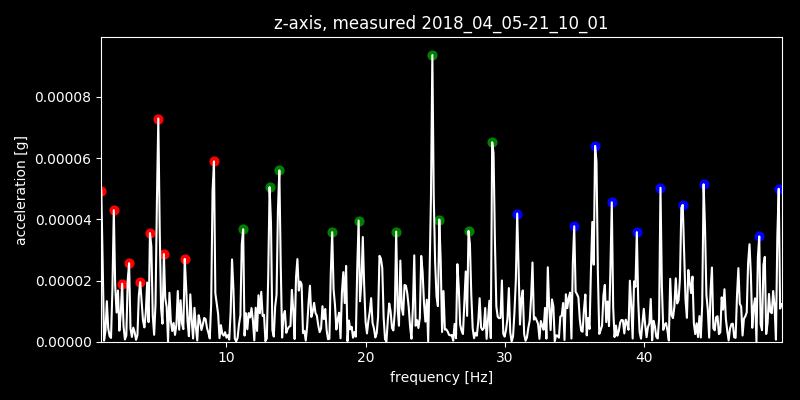 z-axis, measured 2018_04_05-21_10_01
acceleration [g]
0.00008
0.00006
0.00004
0.00002
0.00000
10 20 30 40
frequency [Hz]